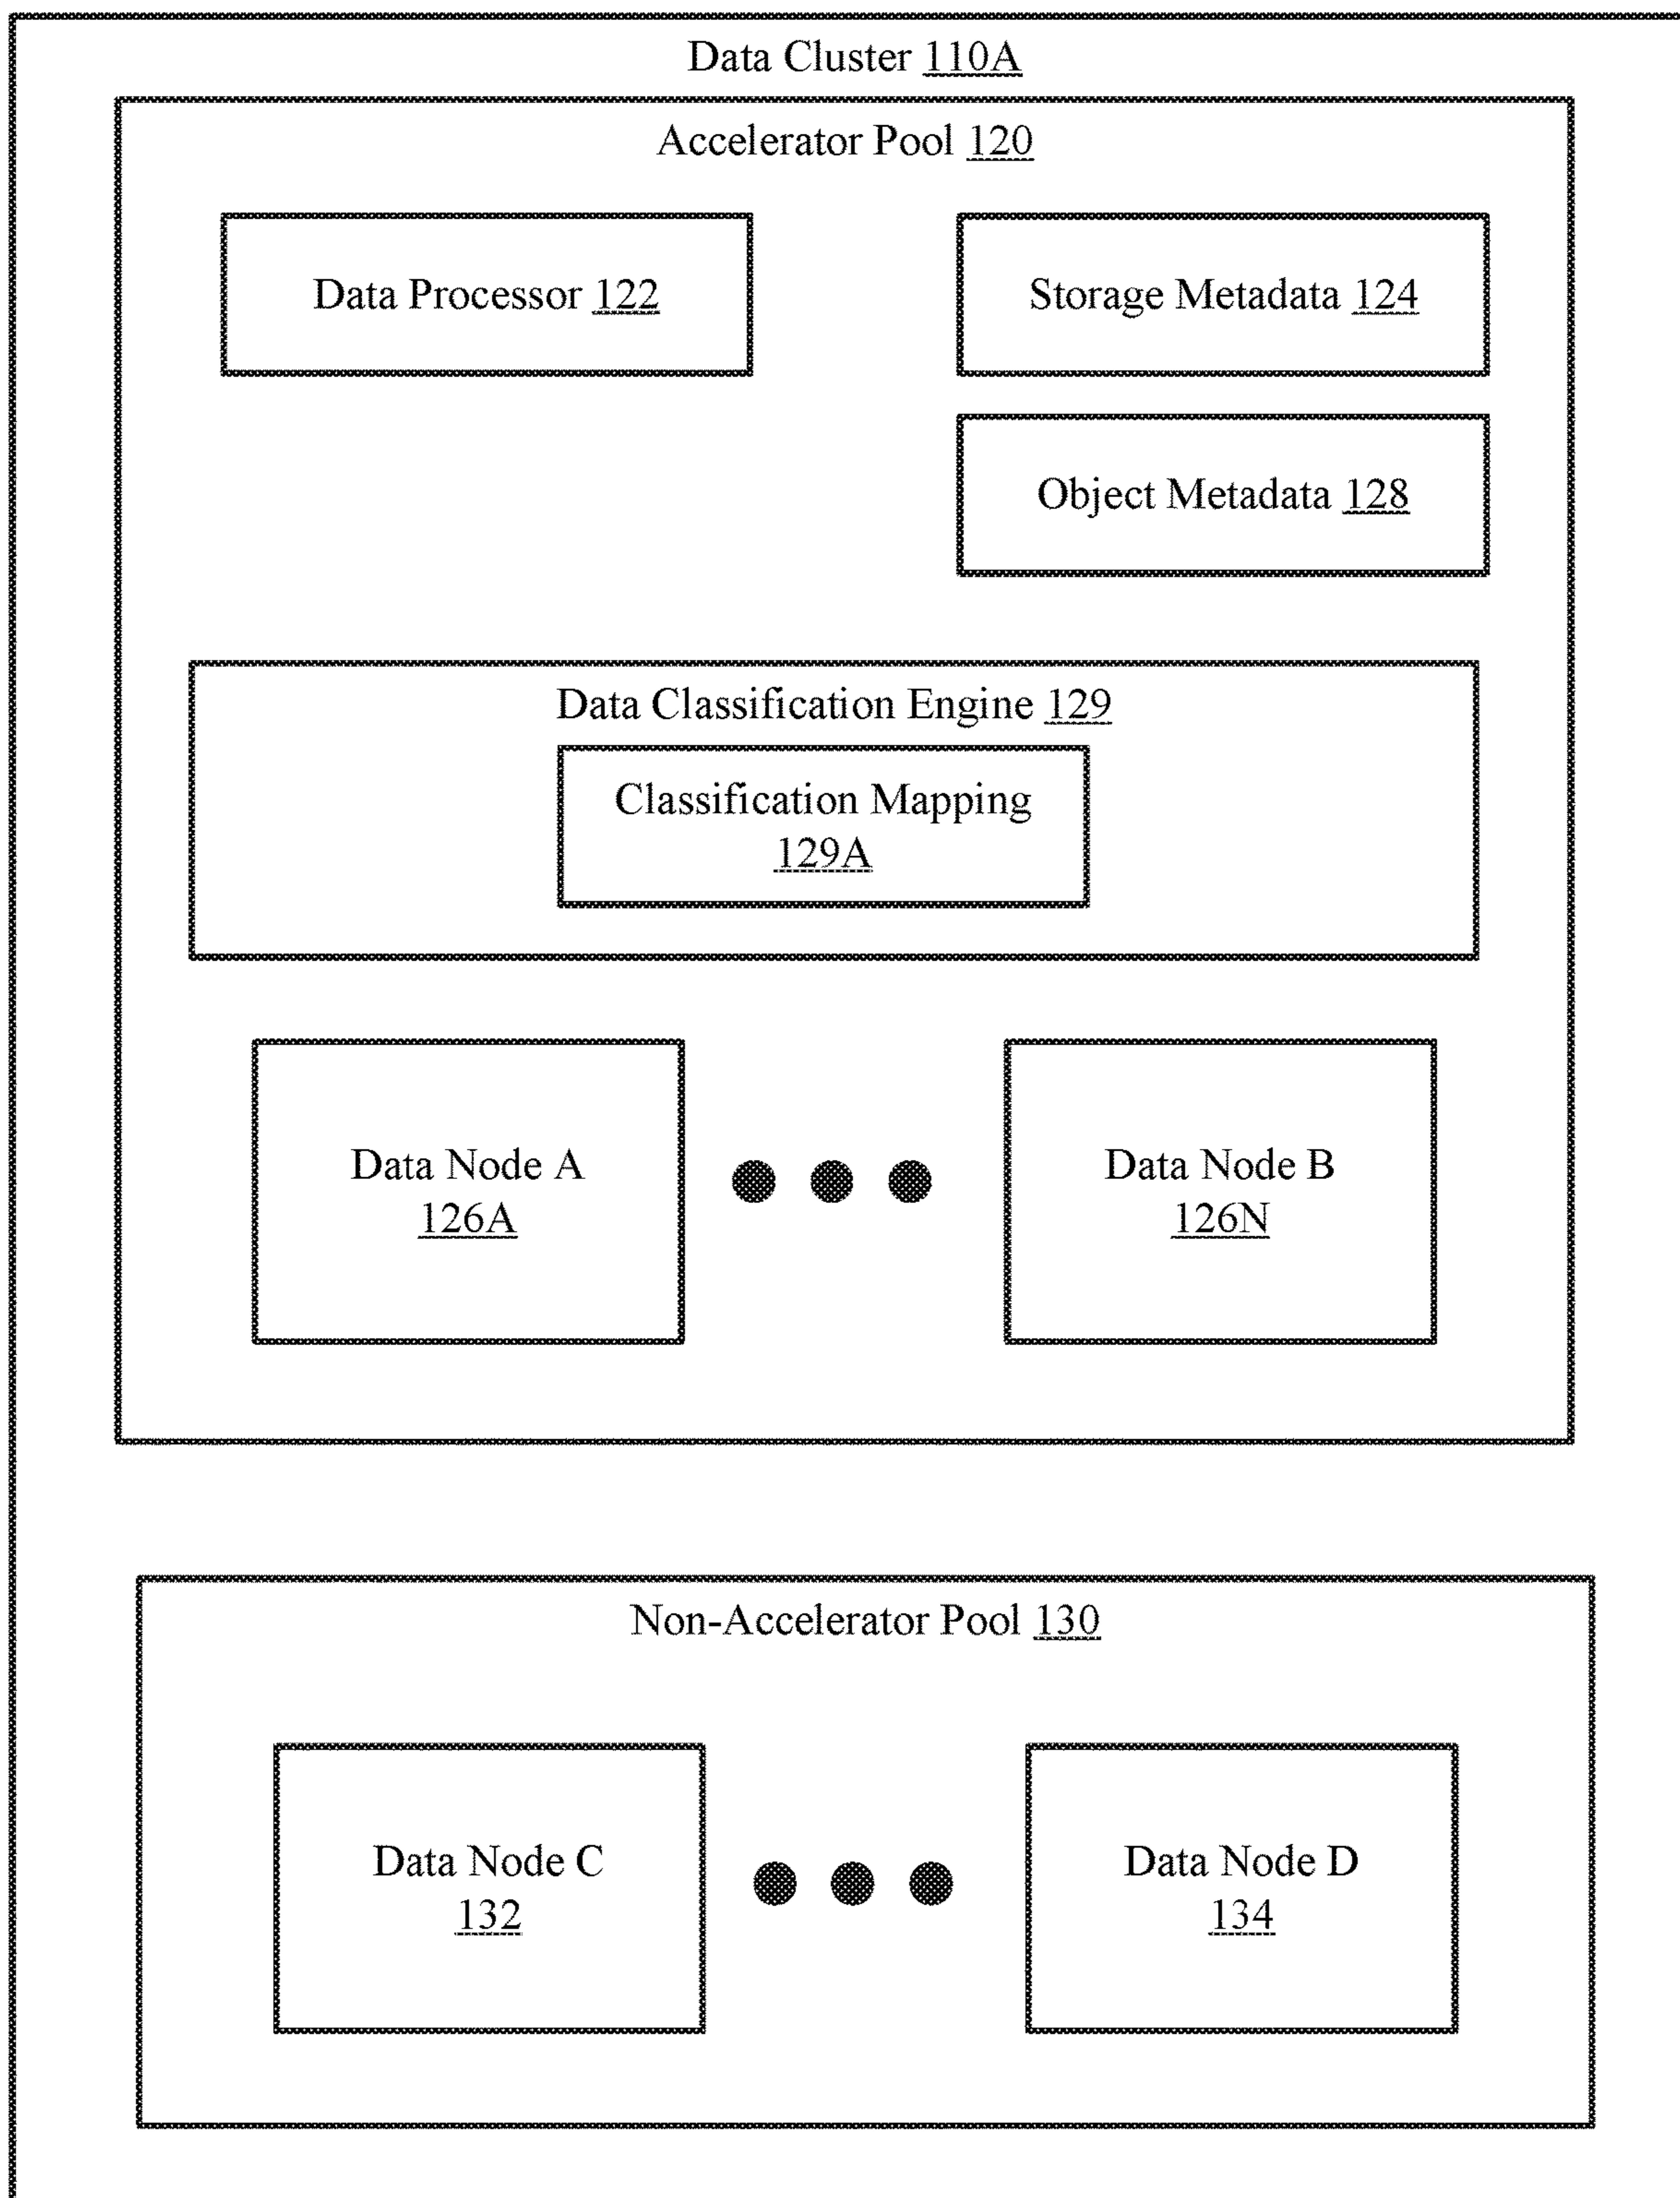 Data Cluster 110A
Accelerator Pool 120
Data Processor 122
Storage Metadata 124
Object Metadata 128
Data Classification Engine 129
Classification Mapping
129A
Data Node A
126A
Data Node B
126N
Non-Accelerator Pool 130
Data Node C
132
Data Node D
134